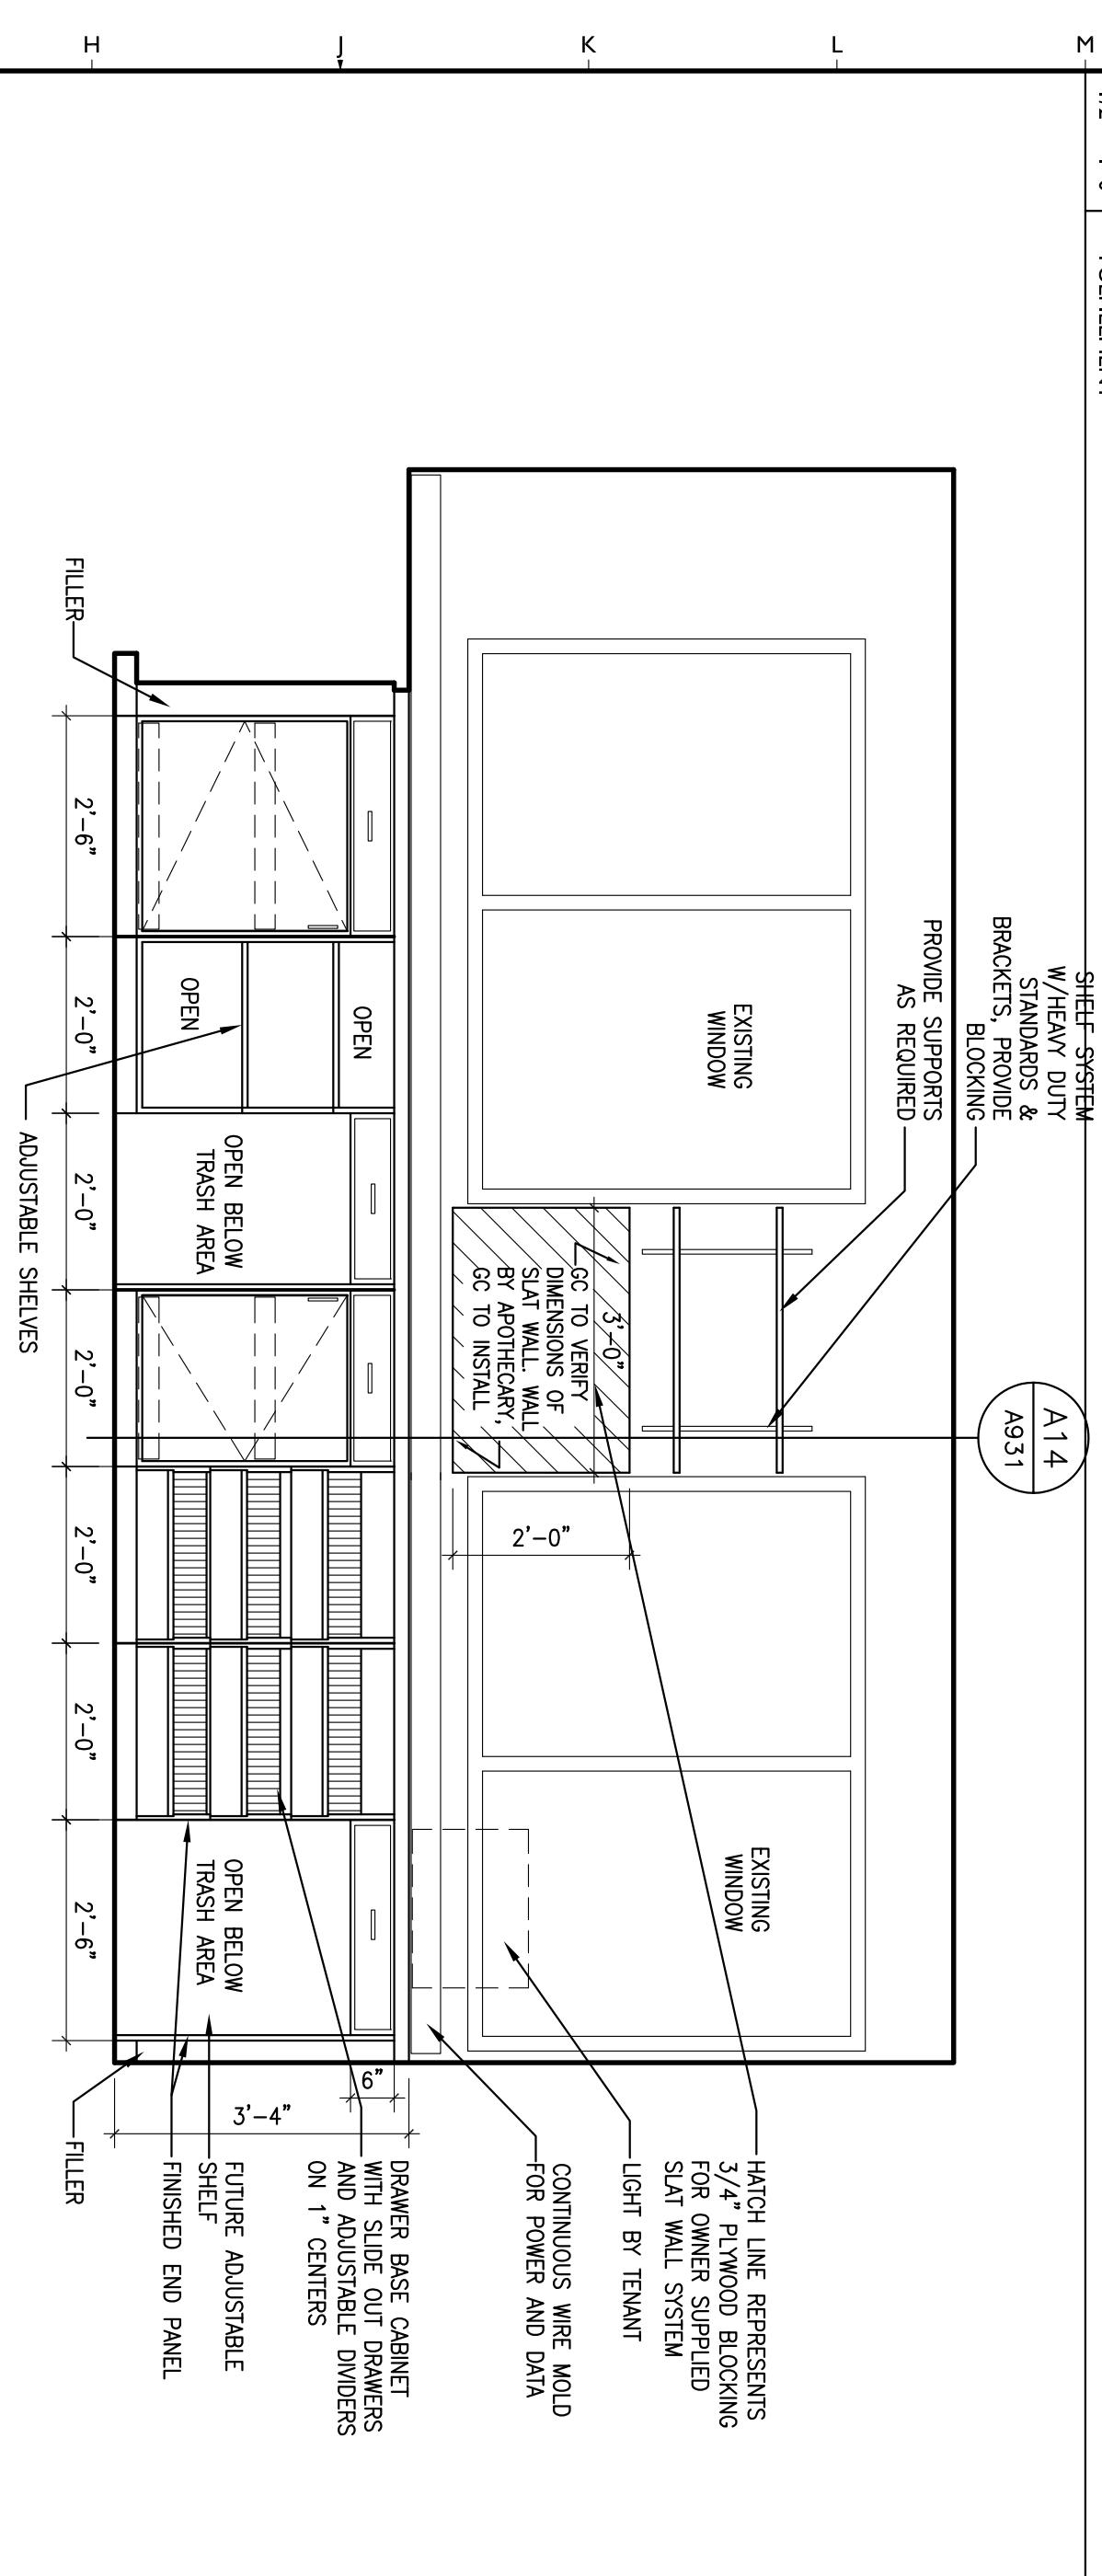 H
J
K
L
M
SHELF SYSTEM
W/HEAVY DUTY
STANDARDS &
BRACKETS, PROVIDE
BLOCKING
PROVIDE SUPPORTS
AS REQUIRED
A14
A931
EXISTING
WINDOW
EXISTING
WINDOW
3'-0"
GC TO VERIFY
DIMENSIONS OF
SLAT WALL. WALL
BY APOTHECARY,
GC TO INSTALL
2'-0"
HATCH LINE REPRESENTS
3/4" PLYWOOD BLOCKING
FOR OWNER SUPPLIED
SLAT WALL SYSTEM
LIGHT BY TENANT
CONTINUOUS WIRE MOLD
FOR POWER AND DATA
DRAWER BASE CABINET
WITH SLIDE OUT DRAWERS
AND ADJUSTABLE DIVIDERS
ON 1" CENTERS
FUTURE ADJUSTABLE
SHELF
FINISHED END PANEL
FILLER
6"
3'-4"
OPEN
OPEN
OPEN BELOW
TRASH AREA
OPEN BELOW
TRASH AREA
FILLER
2'-6"
2'-0"
2'-0"
2'-0"
2'-0"
2'-0"
2'-6"
ADJUSTABLE SHELVES